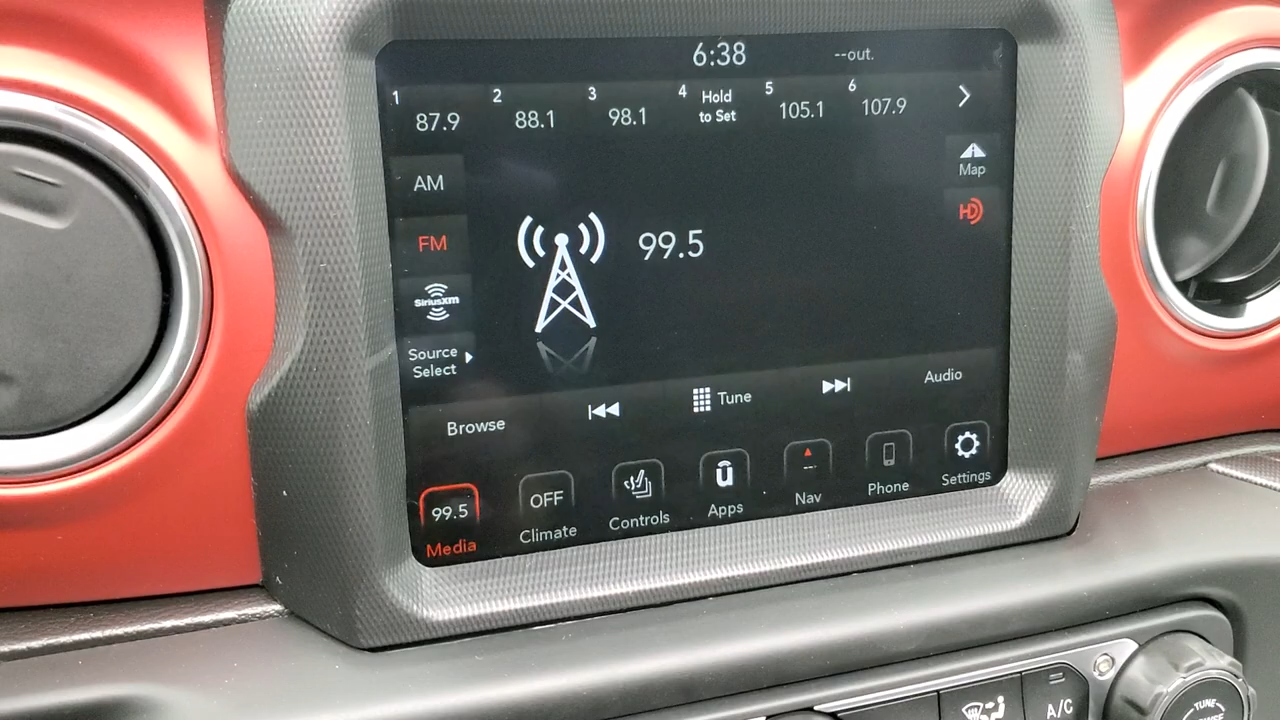 6:38 --out.
1 87.9 2 88.1 3 98.1 4 Hold to Set 5 105.1 6 107.9
AM
Map
FM
HD
99.5
SiriusXM
Source
Select
Browse Tune Audio
99.5 OFF --
Media Climate Controls Apps Nav Phone Settings
A/C
TUNE